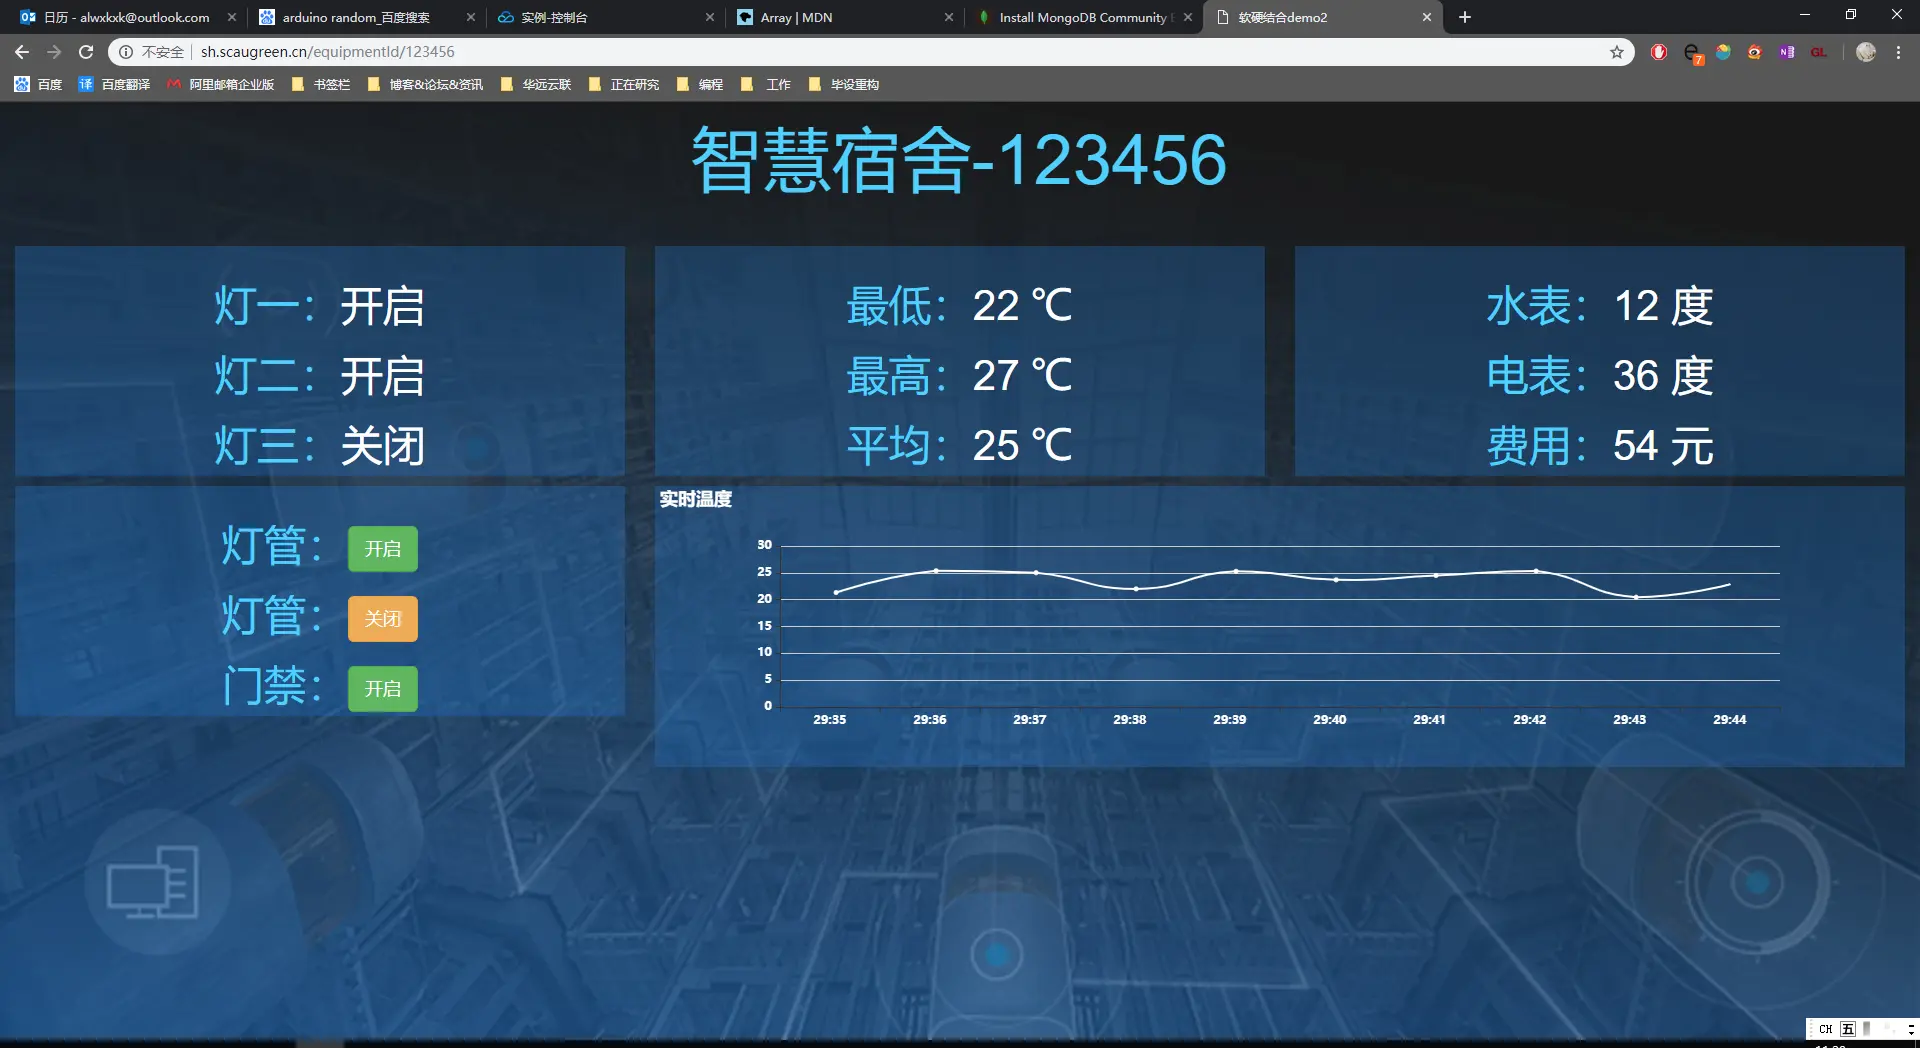 日历 - alwxkxk@outlook.com
arduino random_百度搜索
实例-控制台
Array | MDN
Install MongoDB Community
软硬结合demo2
不安全
sh.scaugreen.cn/equipmentId/123456
7
GL
百度
译
百度翻译
阿里邮箱企业版
书签栏
博客&论坛&资讯
华远云联
正在研究
编程
工作
毕设重构
智慧宿舍-123456
灯一：开启
灯二：开启
灯三：关闭
最低：22 ℃
最高：27 ℃
平均：25 ℃
水表：12 度
电表：36 度
费用：54 元
灯管：开启
灯管：关闭
门禁：开启
实时温度
30
25
20
15
10
5
0
29:35 29:36 29:37 29:38 29:39 29:40 29:41 29:42 29:43 29:44
CH 五